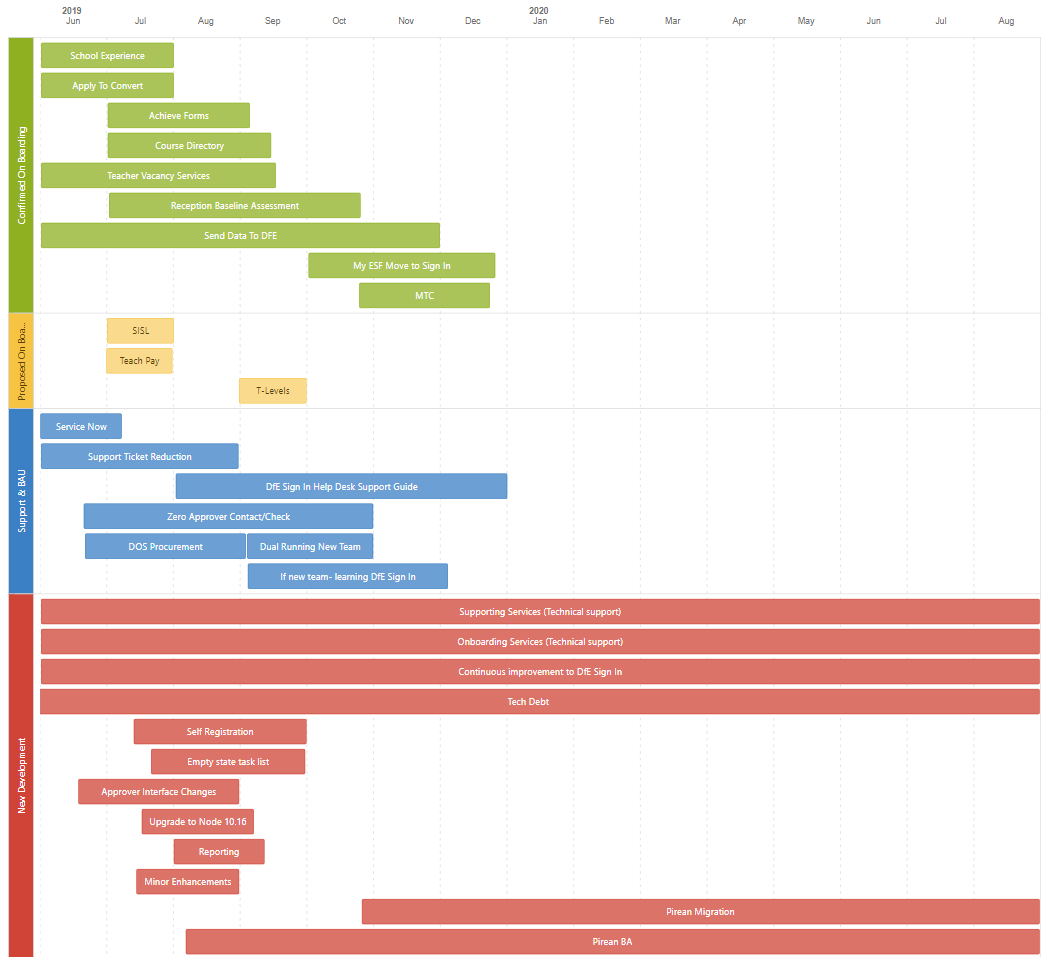 2019
2020
Jun Jul Aug Sep Oct Nov Dec Jan Feb Mar Apr May Jun Jul Aug
Confirmed On Boarding
School Experience
Apply To Convert
Achieve Forms
Course Directory
Teacher Vacancy Services
Reception Baseline Assessment
Send Data To DFE
My ESF Move to Sign In
MTC
Proposed On Boa...
SISL
Teach Pay
T-Levels
Support & BAU
Service Now
Support Ticket Reduction
DfE Sign In Help Desk Support Guide
Zero Approver Contact/Check
DOS Procurement Dual Running New Team
If new team- learning DfE Sign In
New Development
Supporting Services (Technical support)
Onboarding Services (Technical support)
Continuous improvement to DfE Sign In
Tech Debt
Self Registration
Empty state task list
Approver Interface Changes
Upgrade to Node 10.16
Reporting
Minor Enhancements
Pirean Migration
Pirean BA